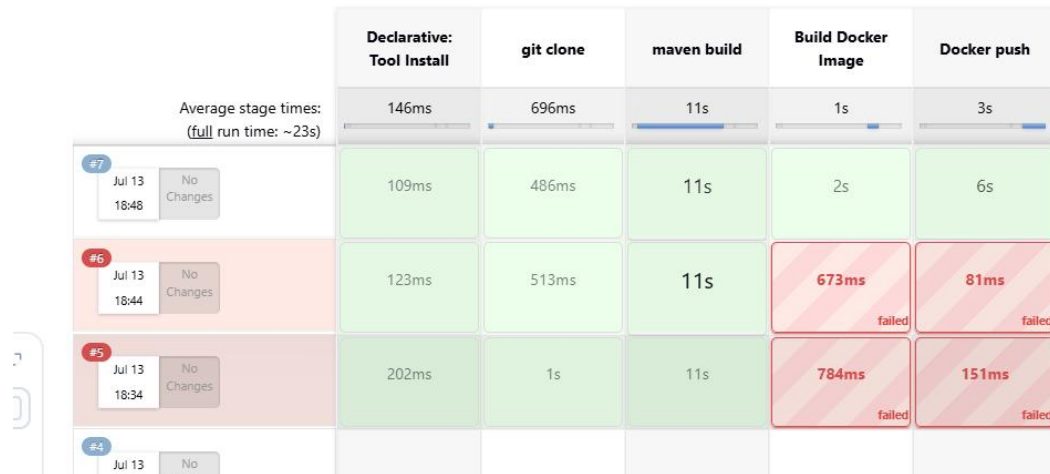 Declarative:
Tool Install
git clone
maven build
Build Docker
Image
Docker push
Average stage times:
(full run time: ~23s)
146ms
696ms
11s
1s
3s
#7
Jul 13
18:48
No
Changes
109ms
486ms
11s
2s
6s
#6
Jul 13
18:44
No
Changes
123ms
513ms
11s
673ms
failed
81ms
failed
#5
Jul 13
18:34
No
Changes
202ms
1s
11s
784ms
failed
151ms
failed
#4
Jul 13
No